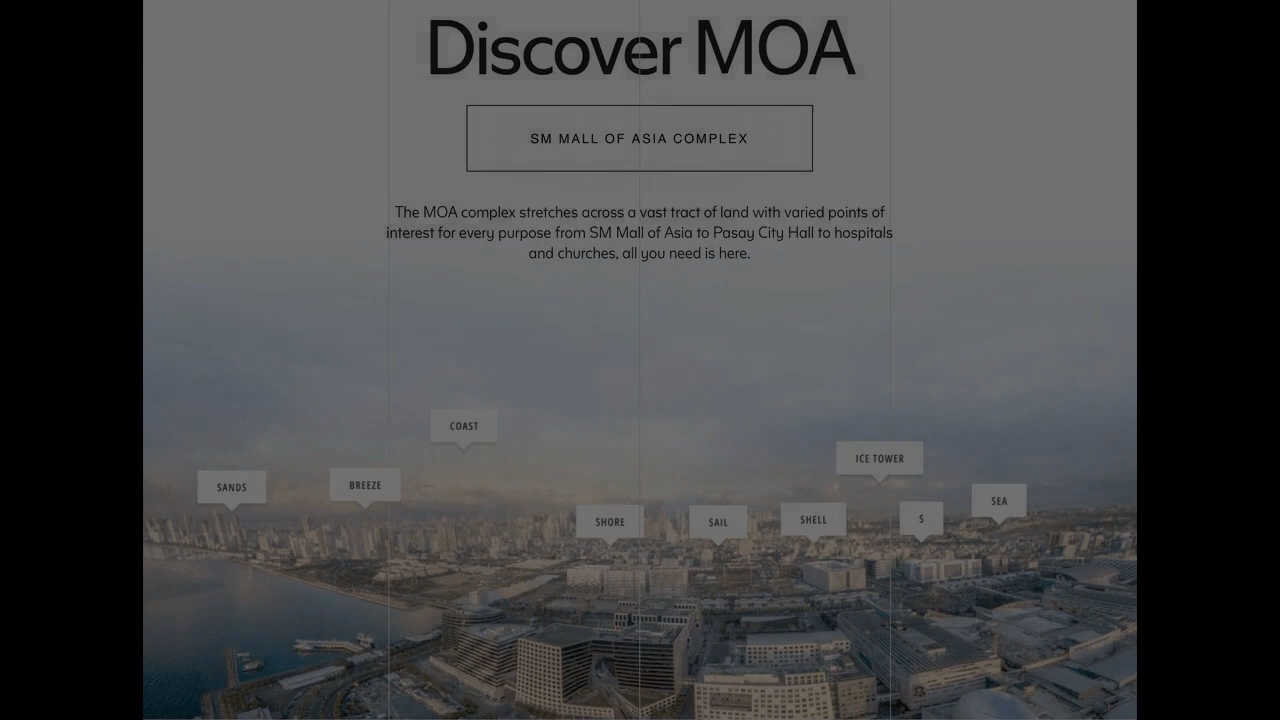 Discover MOA
SM MALL OF ASIA COMPLEX
The MOA complex stretches across a vast tract of land with varied points of
interest for every purpose from SM Mall of Asia to Pasay City Hall to hospitals
and churches, all you need is here.
COAST
ICE TOWER
SANDS
BREEZE
SEA
SHORE
SAIL
SHELL
S